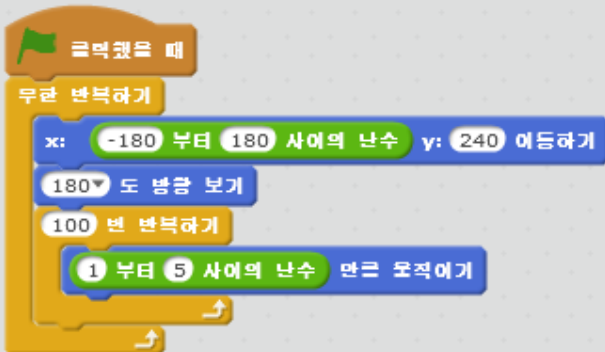 클릭했을 때
무한 반복하기
x: -180 부터 180 사이의 난수 y: 240 이동하기
180 도 방향 보기
100 번 반복하기
1 부터 5 사이의 난수 만큼 움직이기